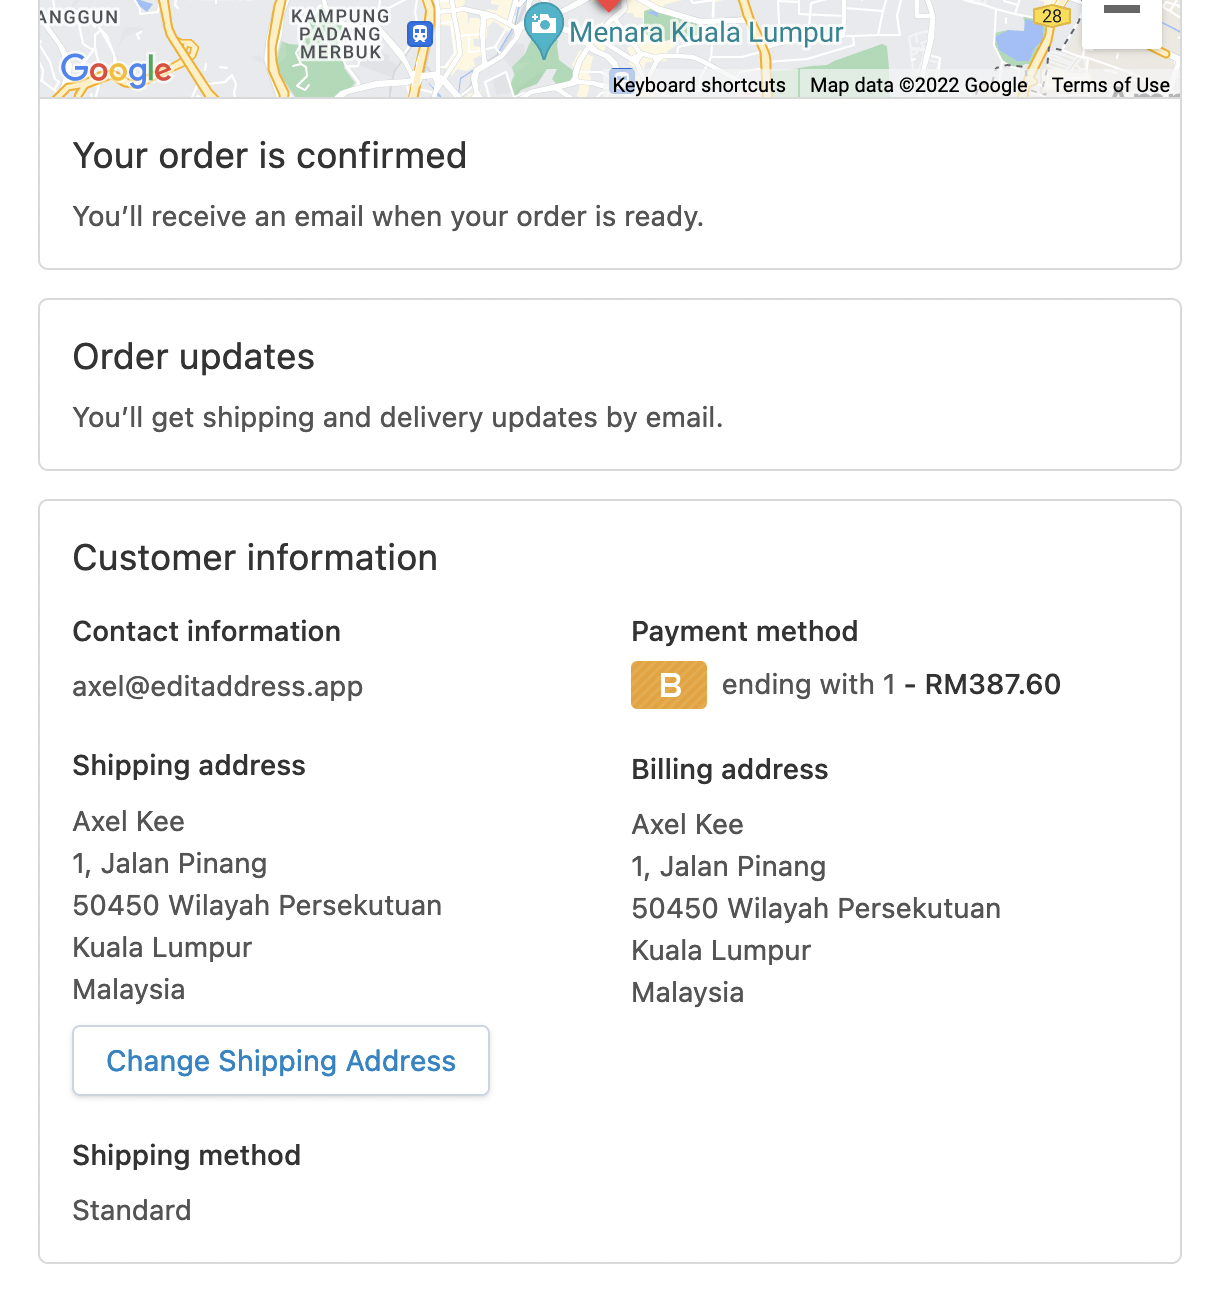 ANGGUN
KAMPUNG
PADANG
MERBUK
28
Menara Kuala Lumpur
Google
Keyboard shortcuts
Map data ©2022 Google
Terms of Use
Your order is confirmed
You’ll receive an email when your order is ready.
Order updates
You’ll get shipping and delivery updates by email.
Customer information
Contact information
axel@editaddress.app
Payment method
B ending with 1 - RM387.60
Shipping address
Axel Kee
1, Jalan Pinang
50450 Wilayah Persekutuan
Kuala Lumpur
Malaysia
Change Shipping Address
Billing address
Axel Kee
1, Jalan Pinang
50450 Wilayah Persekutuan
Kuala Lumpur
Malaysia
Shipping method
Standard